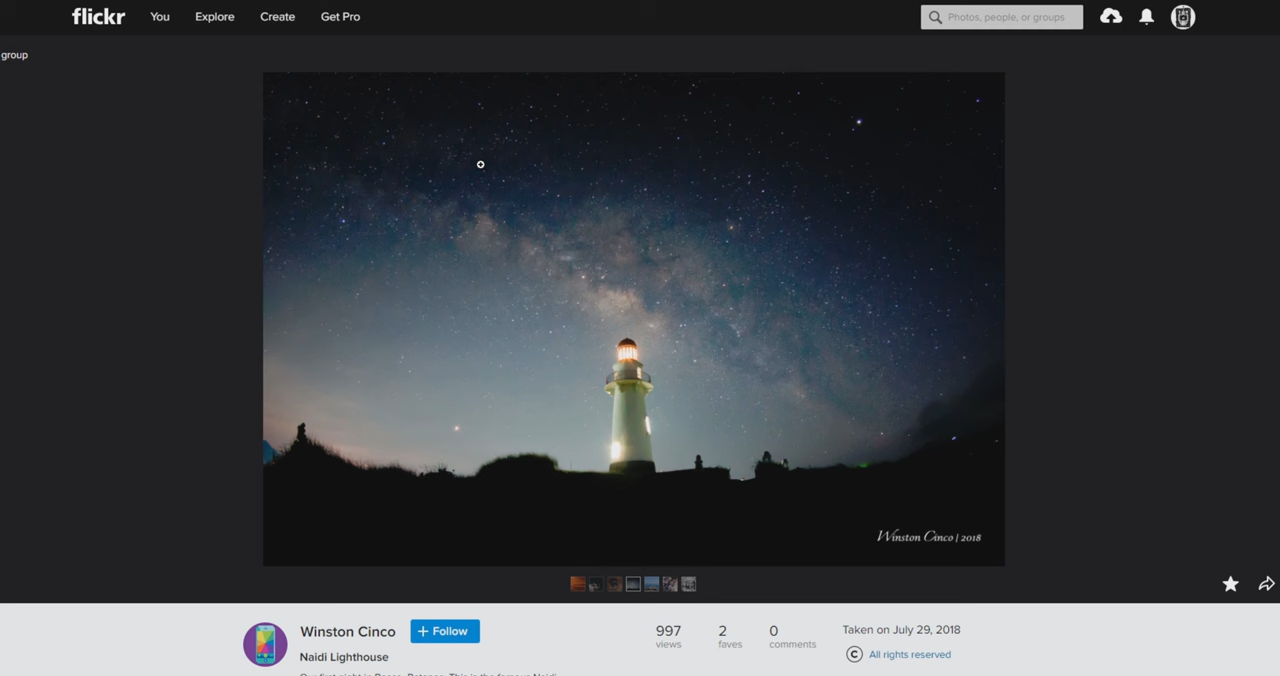 flickr You Explore Create Get Pro Photos, people, or groups
group
Winston Cinco | 2018
Winston Cinco + Follow 997 2 0 Taken on July 29, 2018
views faves comments
Naidi Lighthouse © All rights reserved